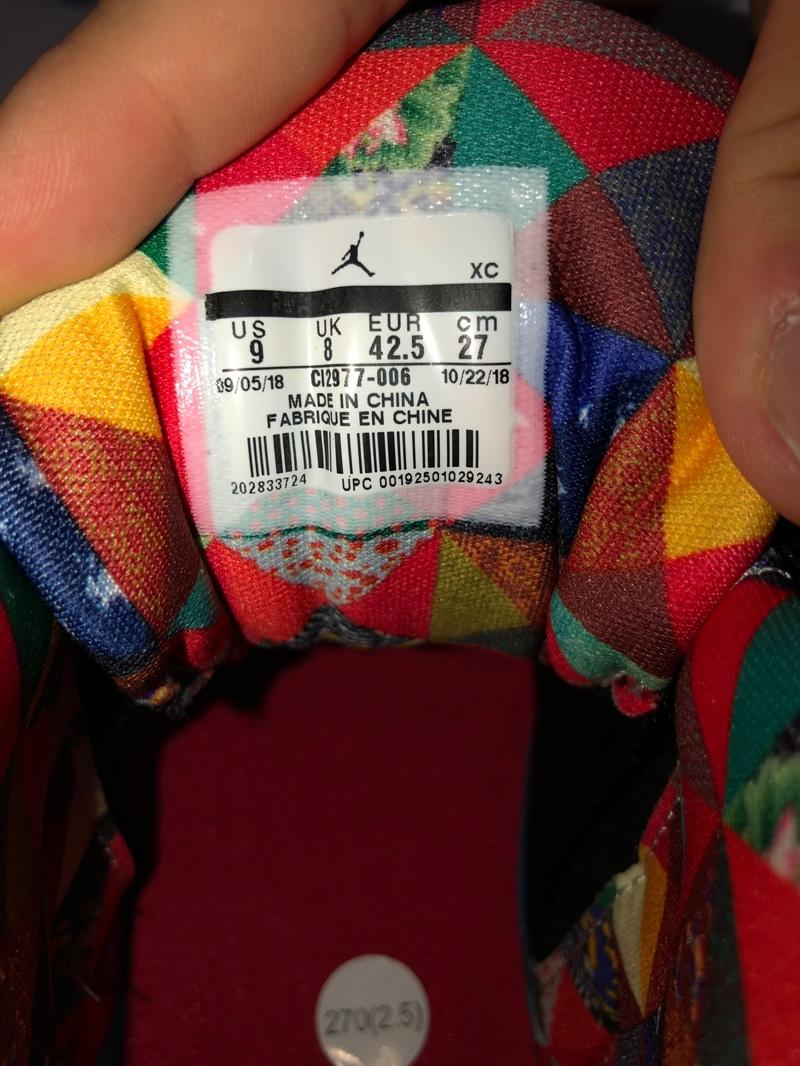 XC
US UK EUR cm
9 8 42.5 27
09/05/18 CI2977-006 10/22/18
MADE IN CHINA
FABRIQUE EN CHINE
202833724 UPC 00192501029243
270(2.5)